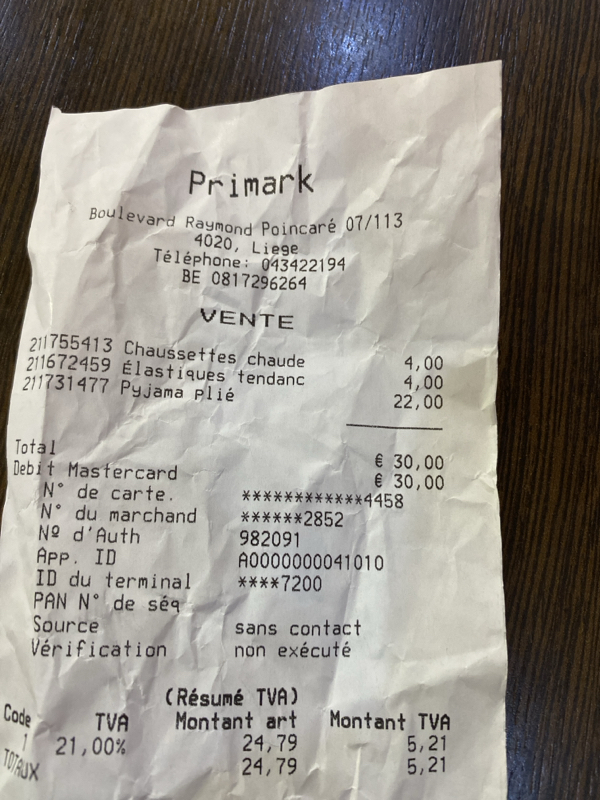 Primark
Boulevard Raymond Poincaré 07/113
4020, Liege
Téléphone: 043422194
BE 0817296264
VENTE
211755413 Chaussettes chaude 4,00
211672459 Élastiques tendanc 4,00
211731477 Pyjama plié 22,00
Total € 30,00
Debit Mastercard € 30,00
N° de carte. ************4458
N° du marchand ******2852
Nº d'Auth 982091
App. ID A0000000041010
ID du terminal ****7200
PAN N° de séq
Source sans contact
Vérification non exécuté
(Résumé TVA)
Code TVA Montant art Montant TVA
1 21,00% 24,79 5,21
TOTAUX 24,79 5,21